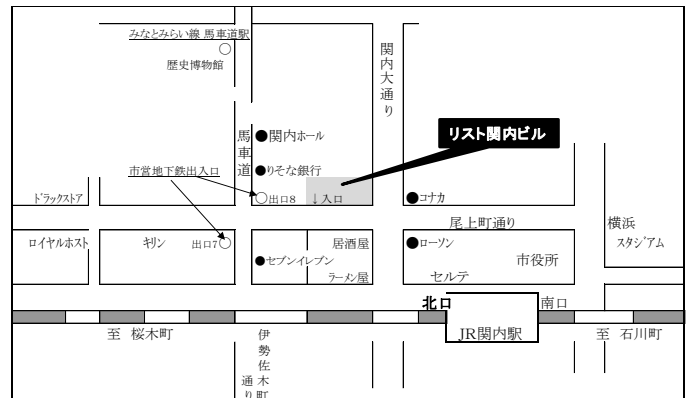 みなとみらい線 馬車道駅
○
歴史博物館
関内大通り
馬車道
●関内ホール
リスト関内ビル
●りそな銀行
市営地下鉄出入口
ドラックストア
○出口8
↓入口
●コナカ
尾上町通り
横浜
スタジアム
ロイヤルホスト
キリン
出口7○
居酒屋
●ローソン
市役所
●セブンイレブン
ラーメン屋
セルテ
北口
南口
至 桜木町
JR関内駅
至 石川町
伊勢佐木町
通り